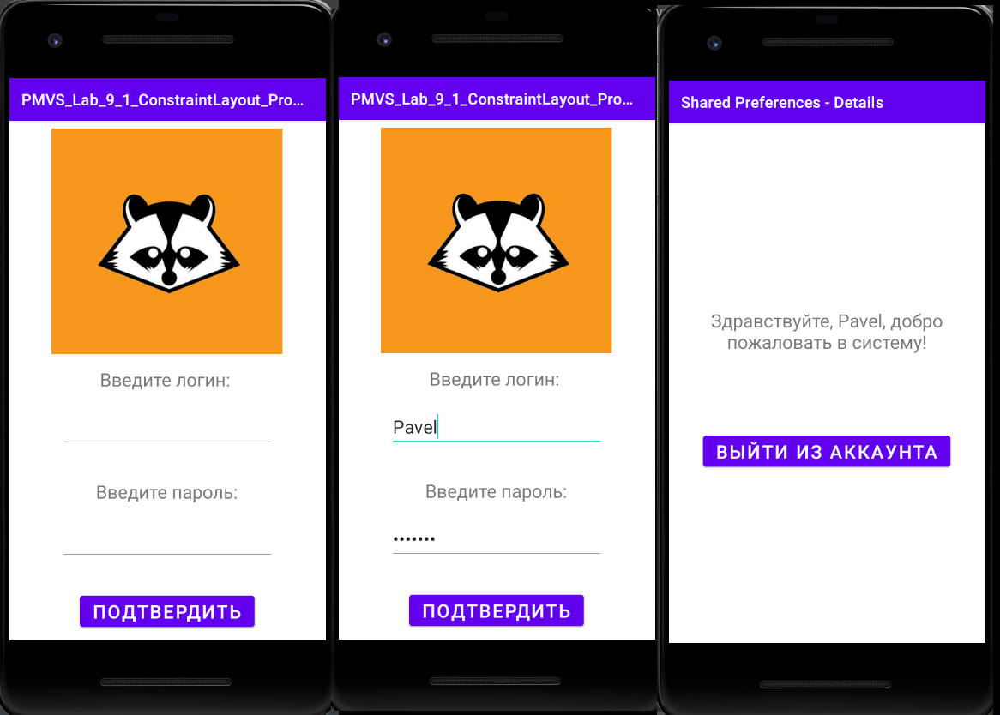 PMVS_Lab_9_1_ConstraintLayout_Pro...
Введите логин:
Введите пароль:
ПОДТВЕРДИТЬ
PMVS_Lab_9_1_ConstraintLayout_Pro...
Введите логин:
Pavel
Введите пароль:
•••••••
ПОДТВЕРДИТЬ
Shared Preferences - Details
Здравствуйте, Pavel, добро
пожаловать в систему!
ВЫЙТИ ИЗ АККАУНТА